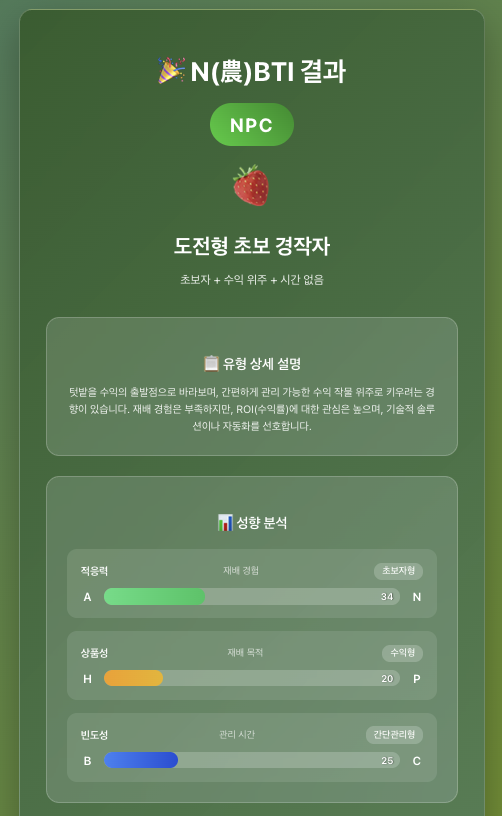 N(農)BTI 결과
NPC
도전형 초보 경작자
초보자 + 수익 위주 + 시간 없음
유형 상세 설명
텃밭을 수익의 출발점으로 바라보며, 간편하게 관리 가능한 수익 작물 위주로 키우려는 경
향이 있습니다. 재배 경험은 부족하지만, ROI(수익률)에 대한 관심은 높으며, 기술적 솔루
션이나 자동화를 선호합니다.
성향 분석
적응력 재배 경험 초보자형
A 34 N
상품성 재배 목적 수익형
H 20 P
빈도성 관리 시간 간단관리형
B 25 C